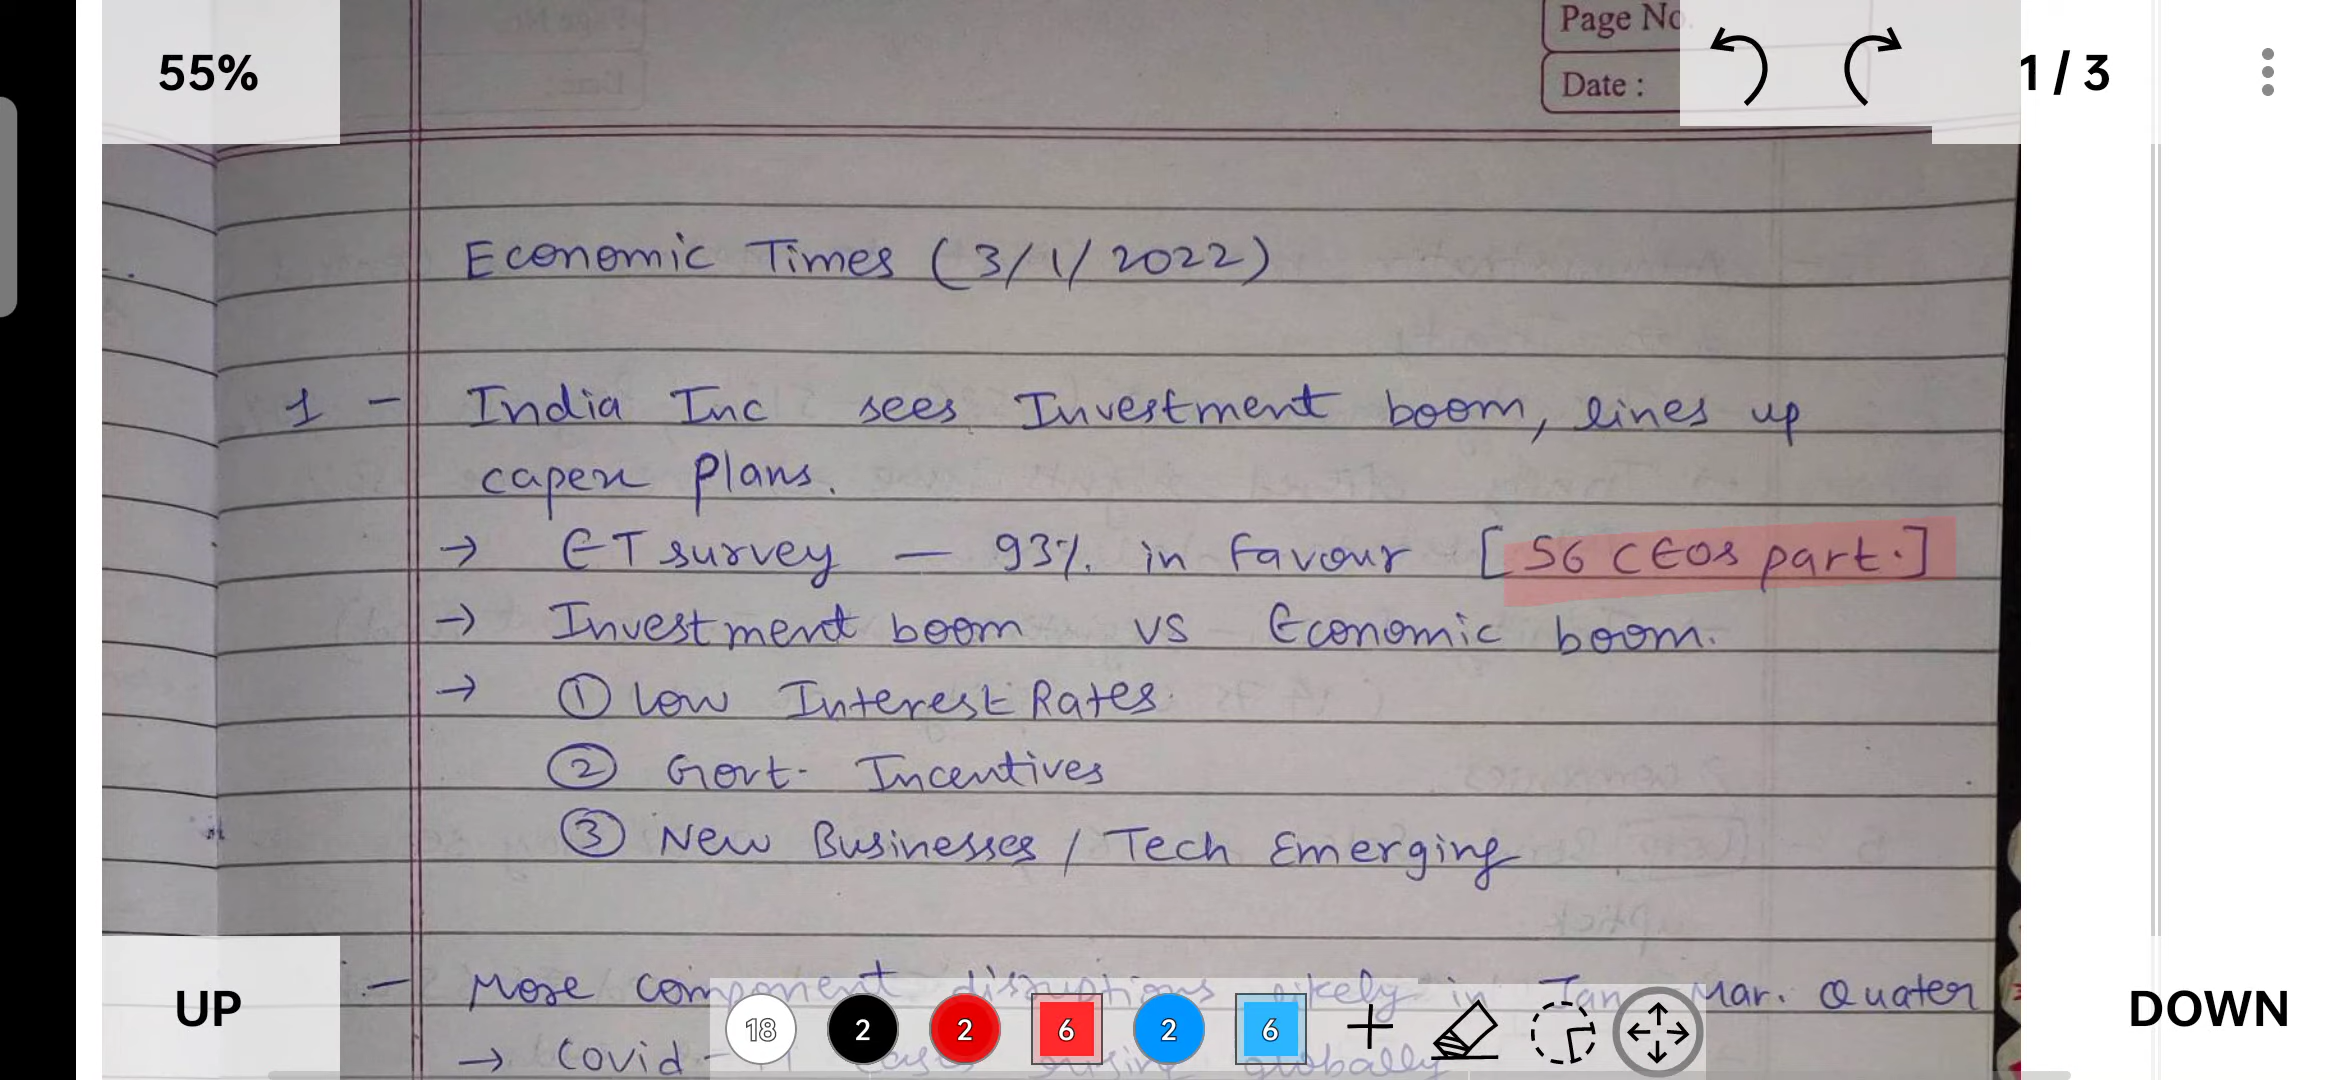 55%
Page No
Date :
1 / 3
Economic Times (3/1/2022)
1 - India Inc sees Investment boom, lines up
capex Plans.
→ ET survey — 93% in favour [56 CEOs part.]
→ Investment boom vs Economic boom.
→ ① Low Interest Rates.
② Govt. Incentives
③ New Businesses / Tech Emerging
- More component disruptions likely in Jan Mar. Quater
→ Covid - cases rising globally
UP
18 2 2 6 2 6
DOWN